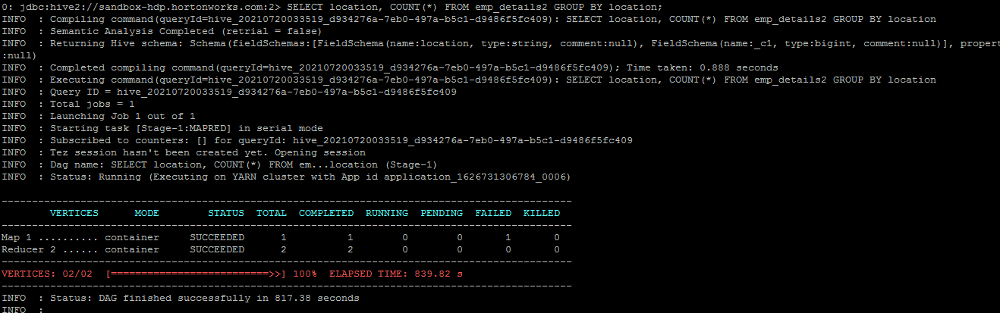 0: jdbc:hive2://sandbox-hdp.hortonworks.com:2> SELECT location, COUNT(*) FROM emp_details2 GROUP BY location;
INFO  : Compiling command(queryId=hive_20210720033519_d934276a-7eb0-497a-b5c1-d9486f5fc409): SELECT location, COUNT(*) FROM emp_details2 GROUP BY location
INFO  : Semantic Analysis Completed (retrial = false)
INFO  : Returning Hive schema: Schema(fieldSchemas:[FieldSchema(name:location, type:string, comment:null), FieldSchema(name:_c1, type:bigint, comment:null)], propert
:null)
INFO  : Completed compiling command(queryId=hive_20210720033519_d934276a-7eb0-497a-b5c1-d9486f5fc409); Time taken: 0.888 seconds
INFO  : Executing command(queryId=hive_20210720033519_d934276a-7eb0-497a-b5c1-d9486f5fc409): SELECT location, COUNT(*) FROM emp_details2 GROUP BY location
INFO  : Query ID = hive_20210720033519_d934276a-7eb0-497a-b5c1-d9486f5fc409
INFO  : Total jobs = 1
INFO  : Launching Job 1 out of 1
INFO  : Starting task [Stage-1:MAPRED] in serial mode
INFO  : Subscribed to counters: [] for queryId: hive_20210720033519_d934276a-7eb0-497a-b5c1-d9486f5fc409
INFO  : Tez session hasn't been created yet. Opening session
INFO  : Dag name: SELECT location, COUNT(*) FROM em...location (Stage-1)
INFO  : Status: Running (Executing on YARN cluster with App id application_1626731306784_0006)
----------------------------------------------------------------------------------------------
        VERTICES      MODE        STATUS  TOTAL  COMPLETED  RUNNING  PENDING  FAILED  KILLED
----------------------------------------------------------------------------------------------
Map 1 .......... container     SUCCEEDED      1          1        0        0       1       0
Reducer 2 ...... container     SUCCEEDED      2          2        0        0       0       0
----------------------------------------------------------------------------------------------
VERTICES: 02/02  [==========================>>] 100%  ELAPSED TIME: 839.82 s
----------------------------------------------------------------------------------------------
INFO  : Status: DAG finished successfully in 817.38 seconds
INFO  :